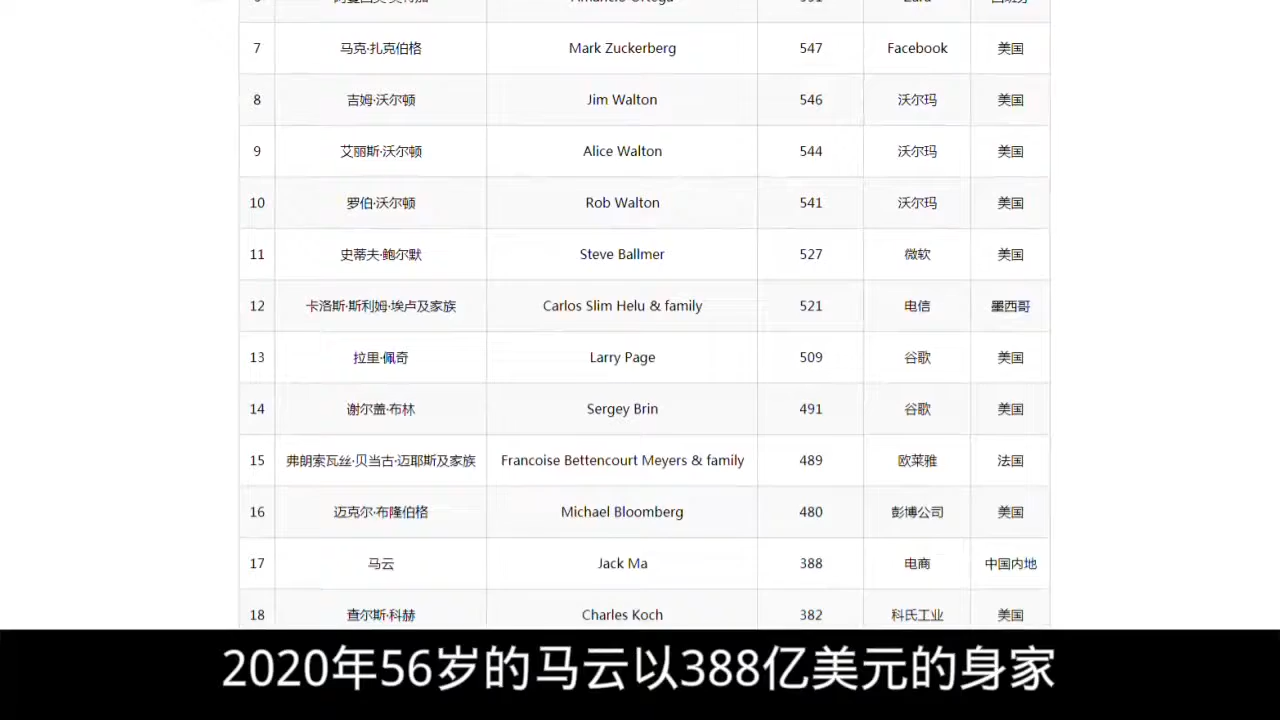 7 马克·扎克伯格 Mark Zuckerberg 547 Facebook 美国
8 吉姆·沃尔顿 Jim Walton 546 沃尔玛 美国
9 艾丽斯·沃尔顿 Alice Walton 544 沃尔玛 美国
10 罗伯·沃尔顿 Rob Walton 541 沃尔玛 美国
11 史蒂夫·鲍尔默 Steve Ballmer 527 微软 美国
12 卡洛斯·斯利姆·埃卢及家族 Carlos Slim Helu & family 521 电信 墨西哥
13 拉里·佩奇 Larry Page 509 谷歌 美国
14 谢尔盖·布林 Sergey Brin 491 谷歌 美国
15 弗朗索瓦丝·贝当古·迈耶斯及家族 Francoise Bettencourt Meyers & family 489 欧莱雅 法国
16 迈克尔·布隆伯格 Michael Bloomberg 480 彭博公司 美国
17 马云 Jack Ma 388 电商 中国内地
18 查尔斯·科赫 Charles Koch 382 科氏工业 美国
2020年56岁的马云以388亿美元的身家